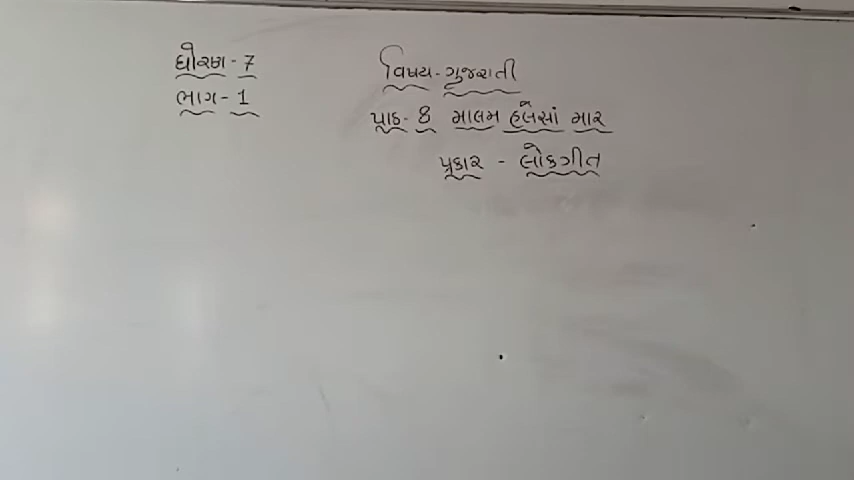 ધોરણ - 7
ભાગ - 1
વિષય - ગુજરાતી
પાઠ - 8 માલમ હલેસાં માર
પ્રકાર - લોકગીત